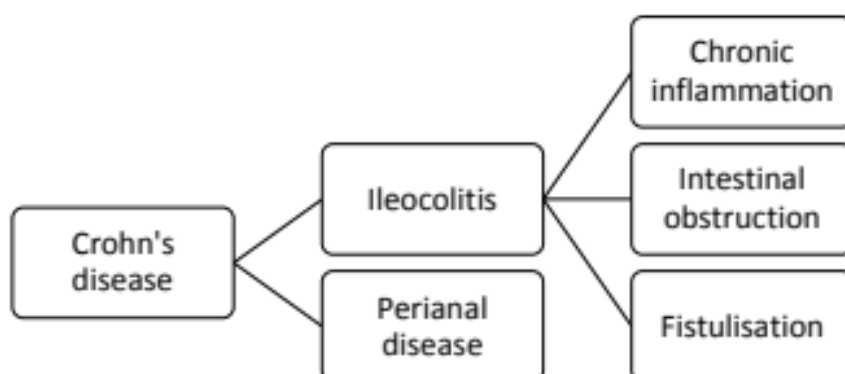 Crohn's
disease
Ileocolitis
Perianal
disease
Chronic
inflammation
Intestinal
obstruction
Fistulisation